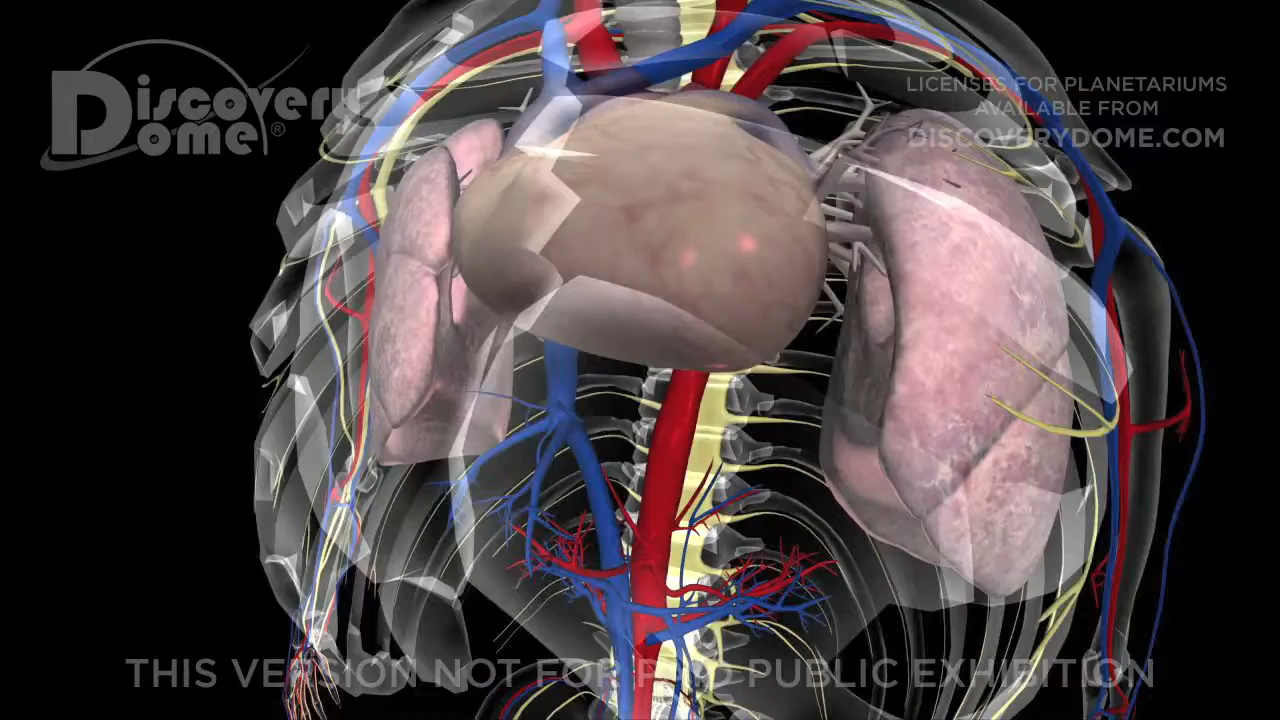 Discovery
Dome®
LICENSES FOR PLANETARIUMS
AVAILABLE FROM
DISCOVERYDOME.COM
THIS VERSION NOT FOR PUBLIC EXHIBITION